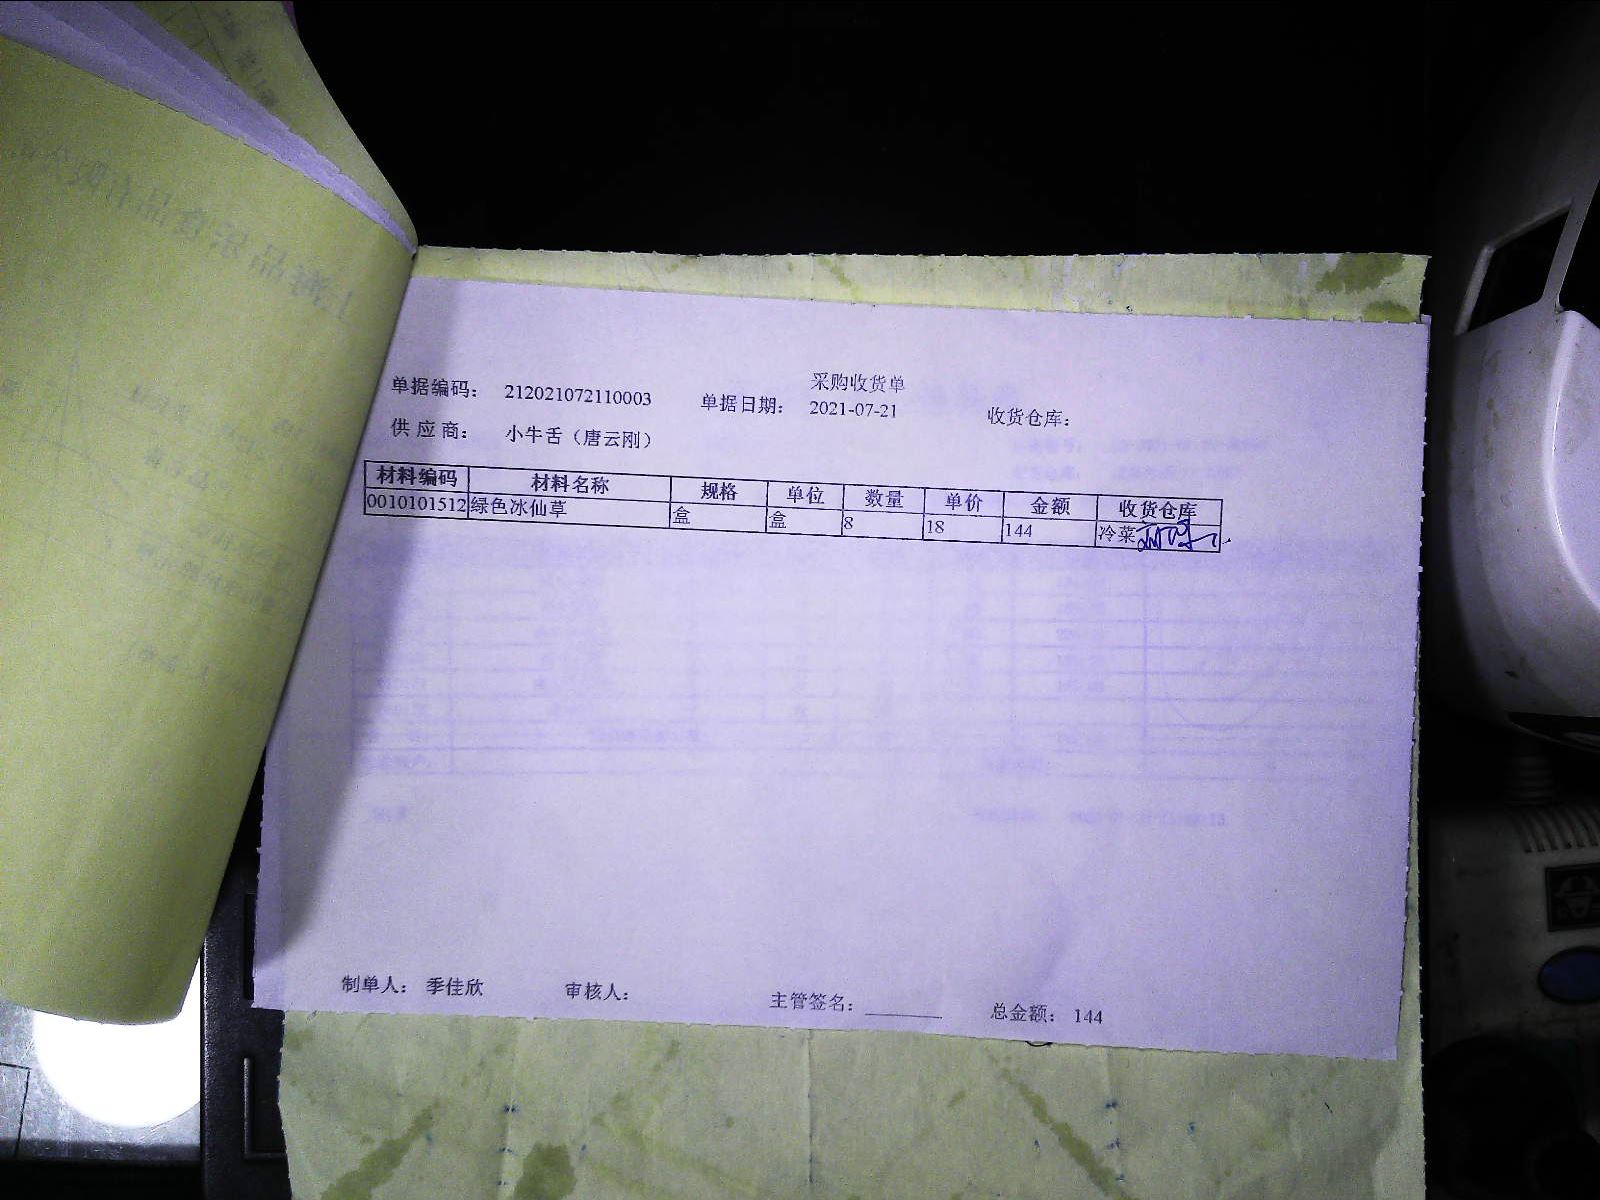 采购收货单
单据编码: 212021072110003 单据日期: 2021-07-21 收货仓库:
供 应 商: 小牛舌（唐云刚）
材料编码 材料名称 规格 单位 数量 单价 金额 收货仓库
0010101512 绿色冰仙草 盒 盒 8 18 144 冷菜
制单人: 季佳欣 审核人: 主管签名: ________ 总金额: 144